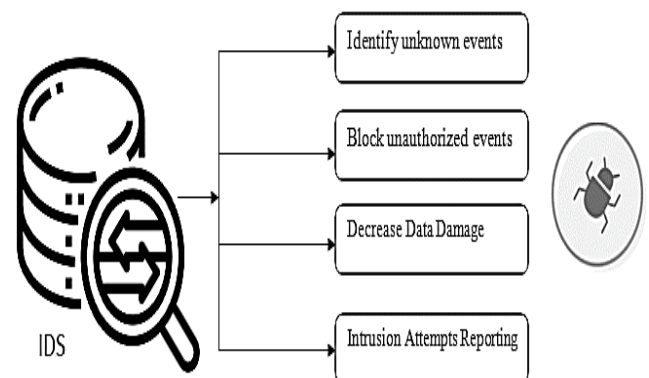 Identify unknown events
Block unauthorized events
Decrease Data Damage
Intrusion Attempts Reporting
IDS